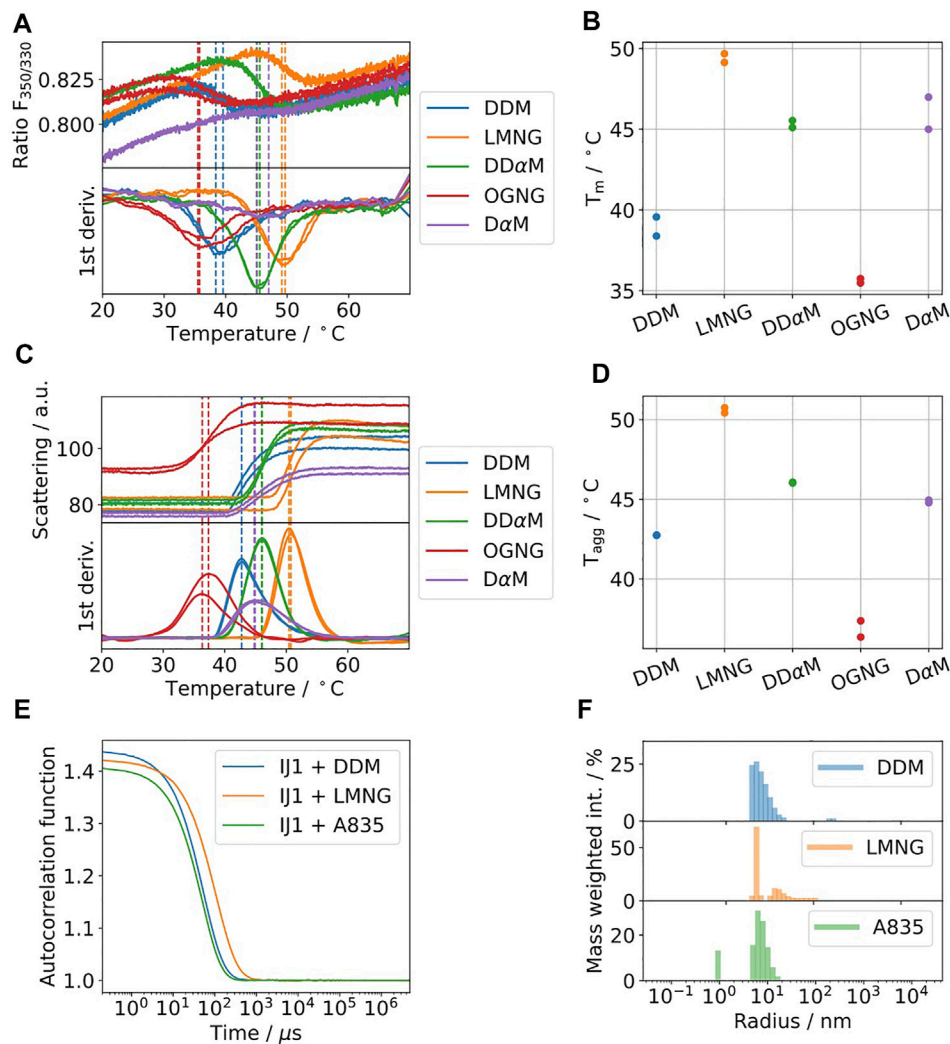 A
Ratio F350/330
0.825
0.800
1st deriv.
20 40 60
Temperature / °C
DDM
LMNG
DDαM
OGNG
DαM
B
Tm / °C
50
45
40
35
DDM LMNG DDαM OGNG DαM
C
Scattering / a.u.
100
80
1st deriv.
20 30 40 50 60
Temperature / °C
DDM
LMNG
DDαM
OGNG
DαM
D
Tagg / °C
50
45
40
DDM LMNG DDαM OGNG DαM
E
Autocorrelation function
1.4
1.3
1.2
1.1
1.0
10⁰ 10¹ 10² 10³ 10⁴ 10⁵ 10⁶
Time / μs
IJ1 + DDM
IJ1 + LMNG
IJ1 + A835
F
Mass weighted int. / %
25
0
DDM
50
0
LMNG
20
0
A835
10⁻¹ 10⁰ 10¹ 10² 10³ 10⁴
Radius / nm